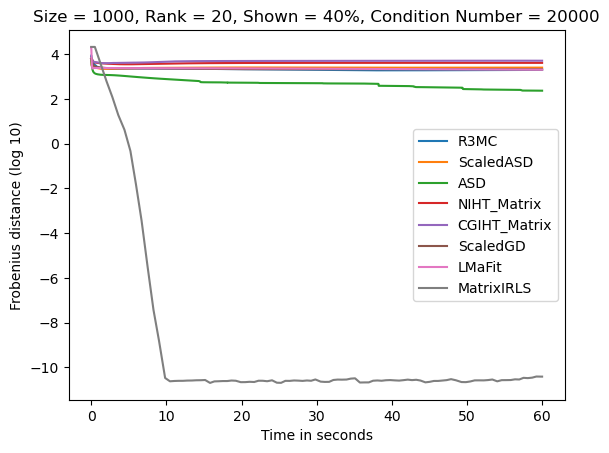 Size = 1000, Rank = 20, Shown = 40%, Condition Number = 20000
Frobenius distance (log 10)
4
2
0
−2
−4
−6
−8
−10
R3MC
ScaledASD
ASD
NIHT_Matrix
CGIHT_Matrix
ScaledGD
LMaFit
MatrixIRLS
0 10 20 30 40 50 60
Time in seconds